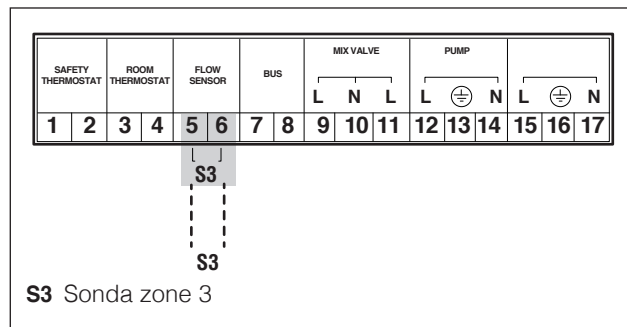 SAFETY THERMOSTAT ROOM THERMOSTAT FLOW SENSOR BUS MIX VALVE PUMP
L N L L N L N
1 2 3 4 5 6 7 8 9 10 11 12 13 14 15 16 17
S3
S3
S3 Sonda zone 3